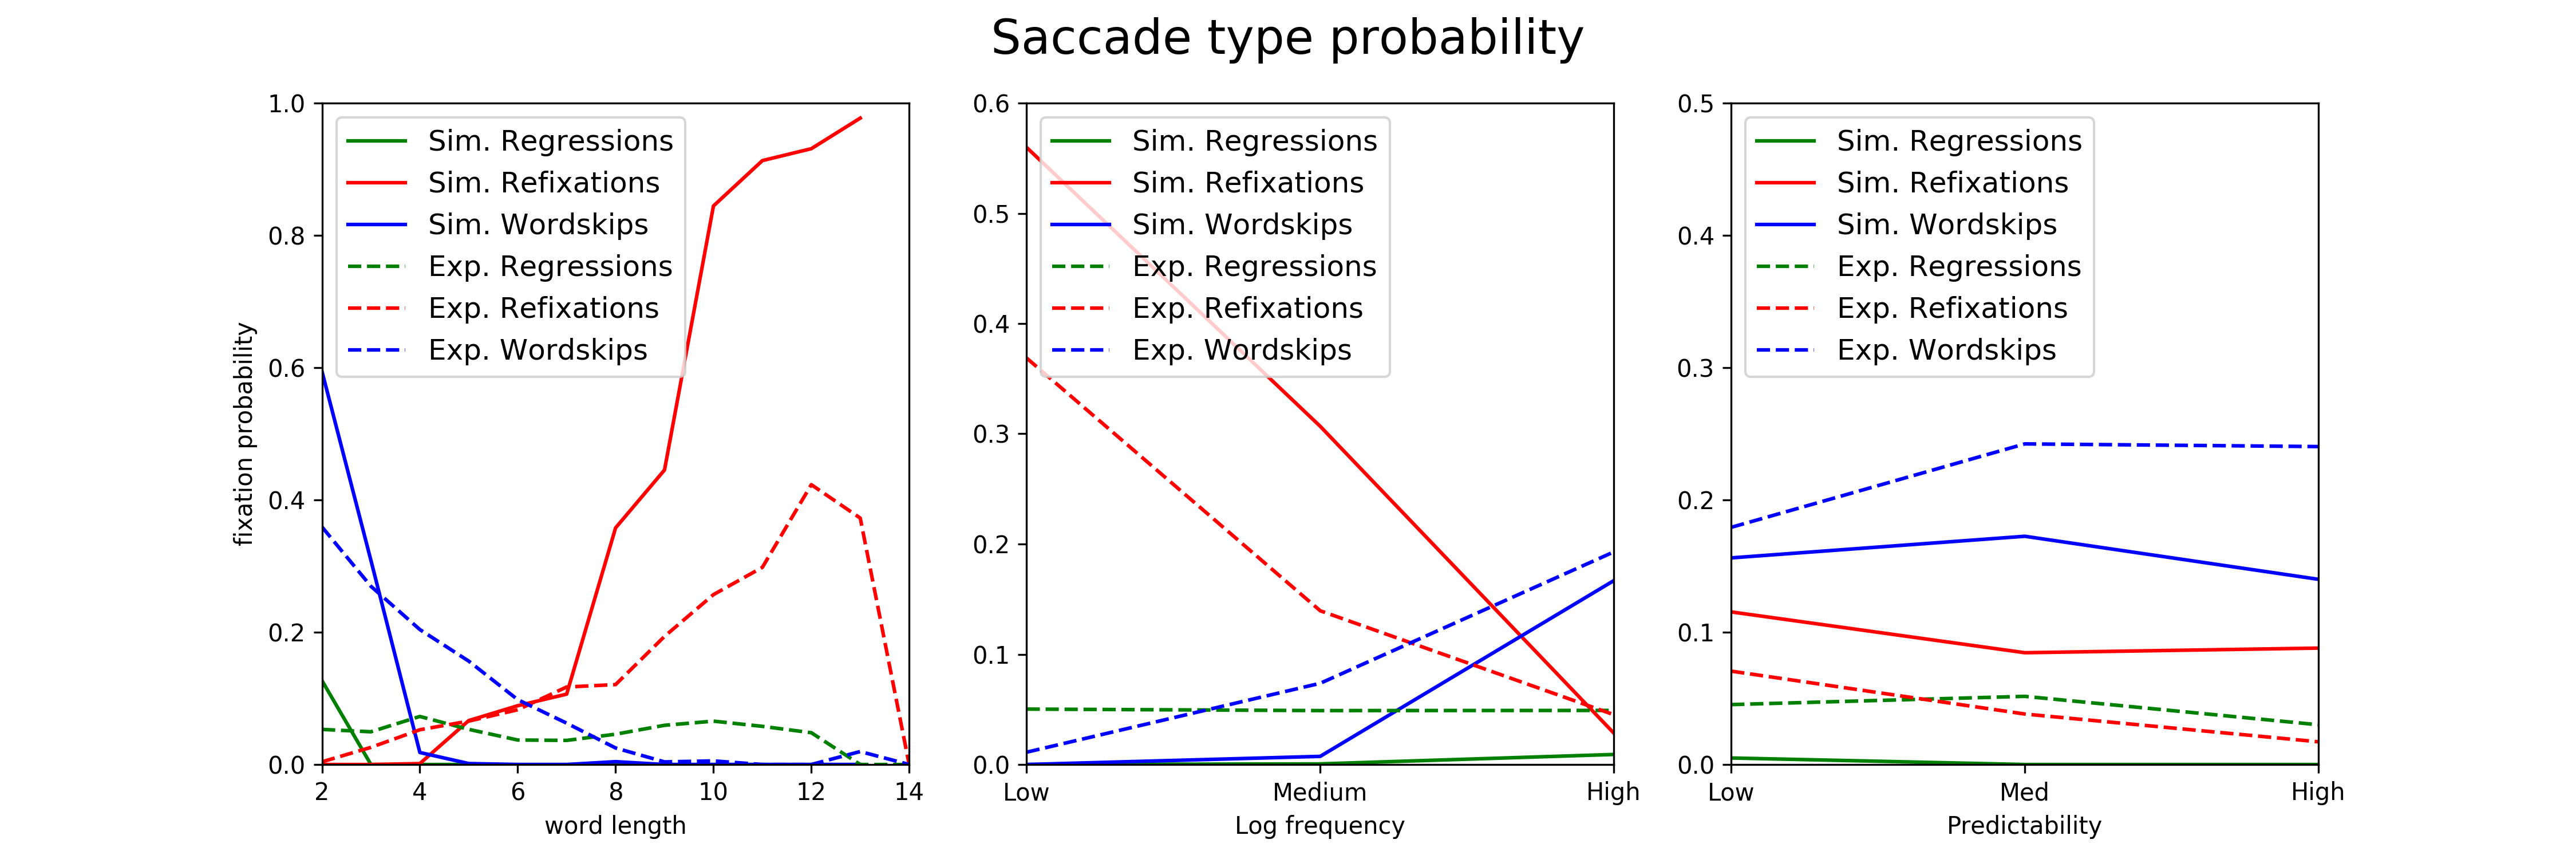 Saccade type probability
fixation probability
1.0
0.8
0.6
0.4
0.2
0.0
Sim. Regressions
Sim. Refixations
Sim. Wordskips
Exp. Regressions
Exp. Refixations
Exp. Wordskips
2 4 6 8 10 12 14
word length
0.6
0.5
0.4
0.3
0.2
0.1
0.0
Sim. Regressions
Sim. Refixations
Sim. Wordskips
Exp. Regressions
Exp. Refixations
Exp. Wordskips
Low Medium High
Log frequency
0.5
0.4
0.3
0.2
0.1
0.0
Sim. Regressions
Sim. Refixations
Sim. Wordskips
Exp. Regressions
Exp. Refixations
Exp. Wordskips
Low Med High
Predictability